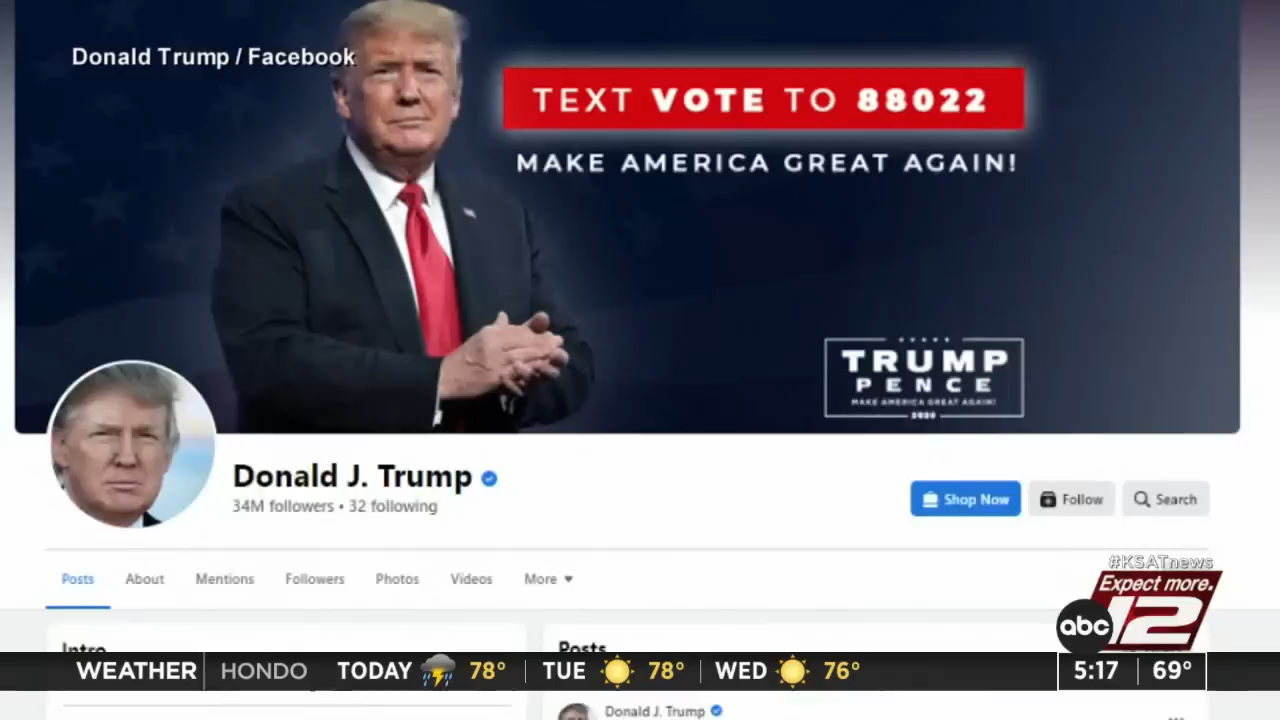 Donald Trump / Facebook
TEXT VOTE TO 88022
MAKE AMERICA GREAT AGAIN!
TRUMP
PENCE
MAKE AMERICA GREAT AGAIN!
2020
Donald J. Trump
34M followers • 32 following
Shop Now
Follow
Search
Posts
About
Mentions
Followers
Photos
Videos
More
#KSATnews
Expect more.
abc
12
Intro
Posts
WEATHER
HONDO
TODAY 78°
TUE 78°
WED 76°
5:17
69°
Donald J. Trump